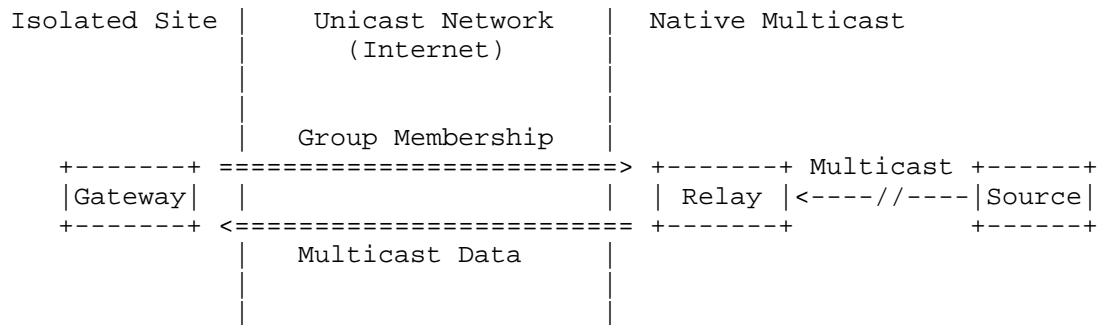 Isolated Site | Unicast Network | Native Multicast
(Internet)
Group Membership
+-------+ =========================> +-------+ Multicast +------+
|Gateway| | | | Relay |<----//----|Source|
+-------+ <========================= +-------+ +------+
Multicast Data